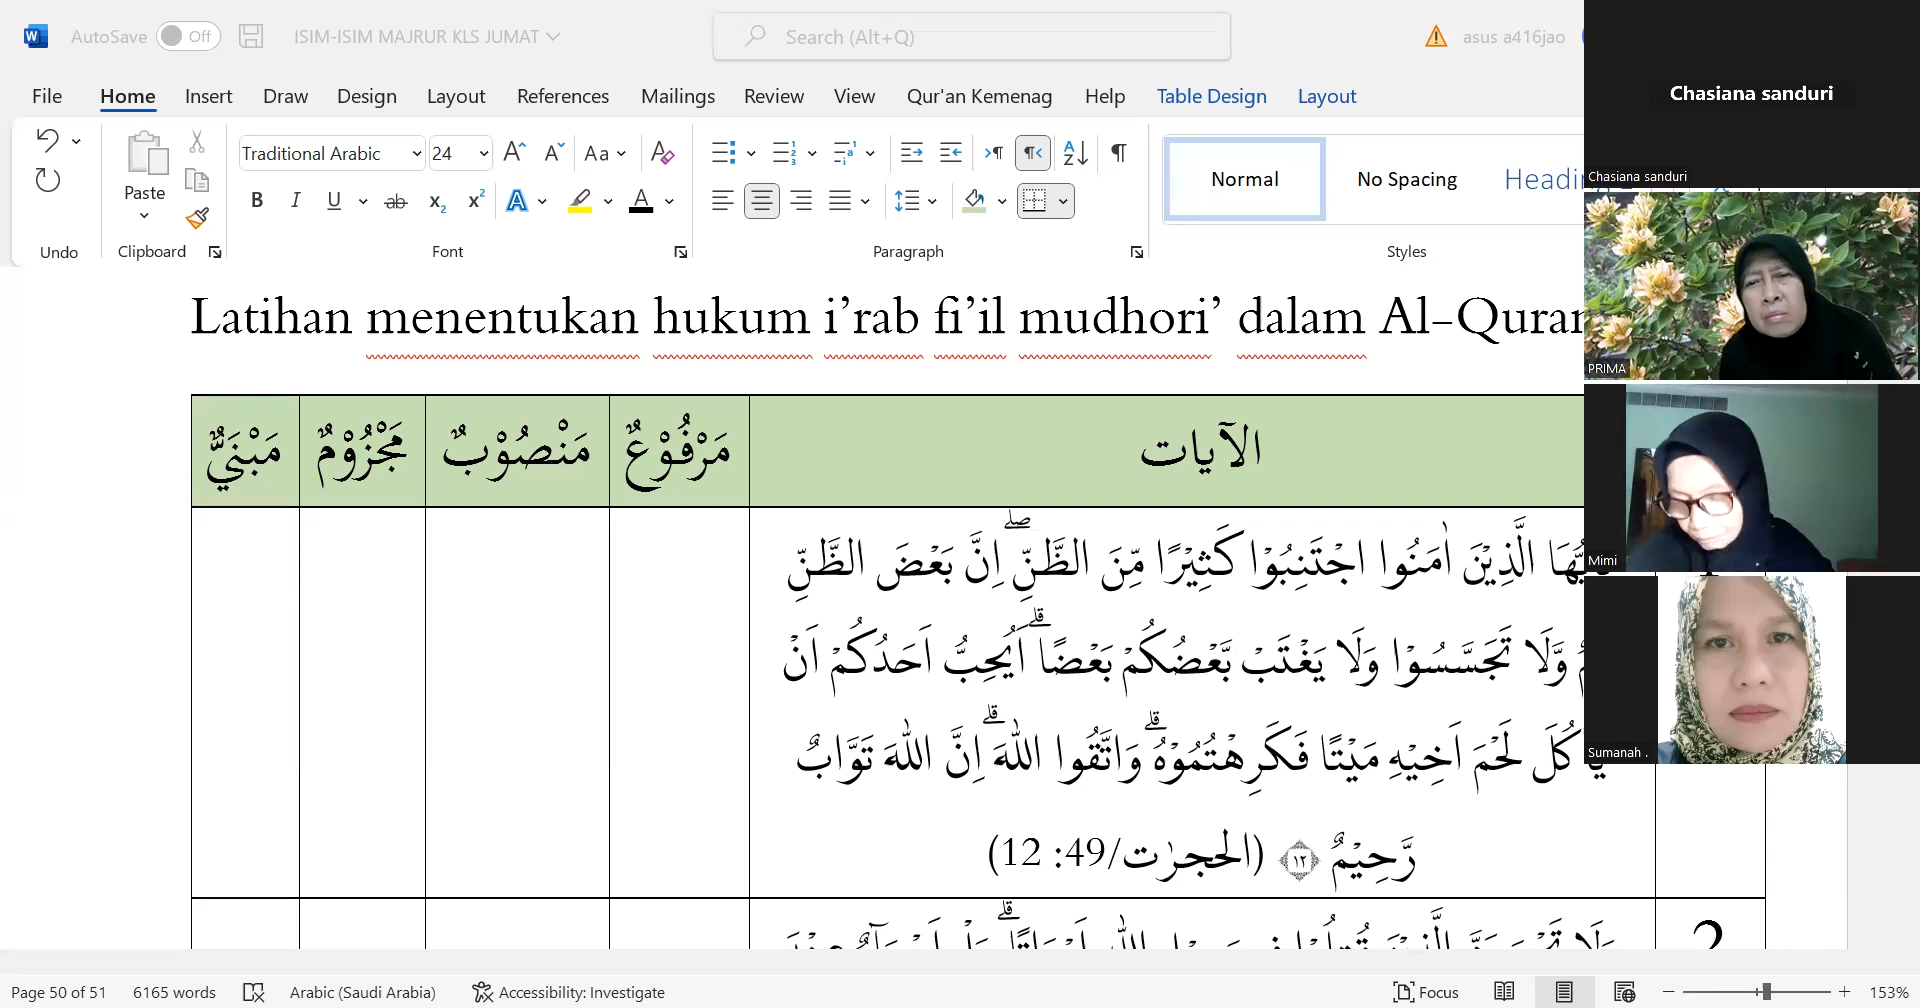 AutoSave Off ISIM-ISIM MAJRUR KLS JUMAT Search (Alt+Q) asus a416jao
File Home Insert Draw Design Layout References Mailings Review View Qur'an Kemenag Help Table Design Layout
Traditional Arabic 24 Aa
Paste
Normal No Spacing
Undo Clipboard Font Paragraph Styles
Chasiana sanduri
Chasiana sanduri
PRIMA
Mimi
Sumanah .
Latihan menentukan hukum i'rab fi'il mudhori' dalam Al-Quran
الآيات مَرْفُوْعٌ مَنْصُوْبٌ مَجْزُوْمٌ مَبْنَيٌّ
الَّذِيْنَ اٰمَنُوا اجْتَنِبُوْا كَثِيْرًا مِّنَ الظَّنِّۖ اِنَّ بَعْضَ الظَّنِّ
وَّلَا تَجَسَّسُوْا وَلَا يَغْتَبْ بَّعْضُكُمْ بَعْضًاۗ اَيُحِبُّ اَحَدُكُمْ اَنْ
لَحْمَ اَخِيْهِ مَيْتًا فَكَرِهْتُمُوْهُۗ وَاتَّقُوا اللّٰهَۗ اِنَّ اللّٰهَ تَوَّابٌ
رَّحِيْمٌ ١٢ (الحجرٰت/49: 12)
2
Page 50 of 51 6165 words Arabic (Saudi Arabia) Accessibility: Investigate Focus 153%